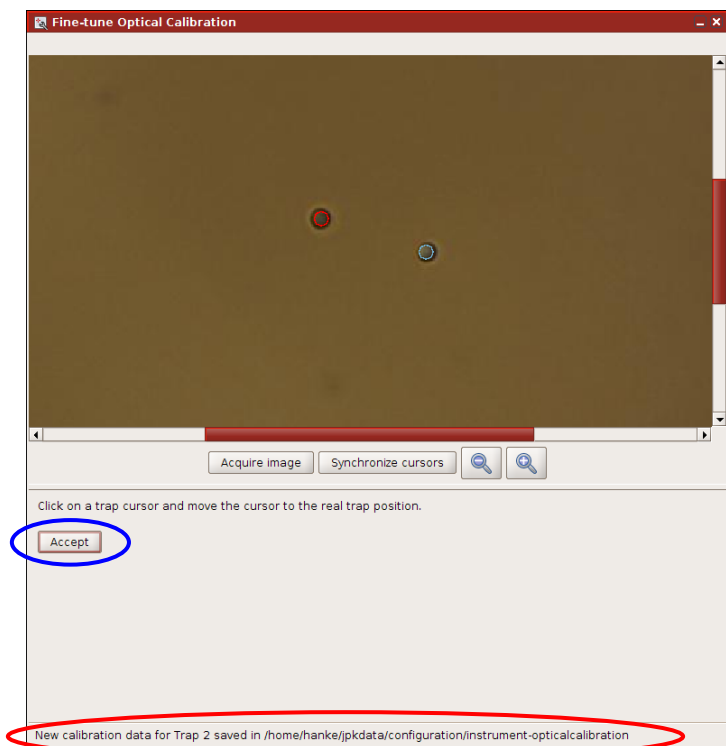 Fine-tune Optical Calibration
Acquire image
Synchronize cursors
Click on a trap cursor and move the cursor to the real trap position.
Accept
New calibration data for Trap 2 saved in /home/hanke/jpkdata/configuration/instrument-opticalcalibration